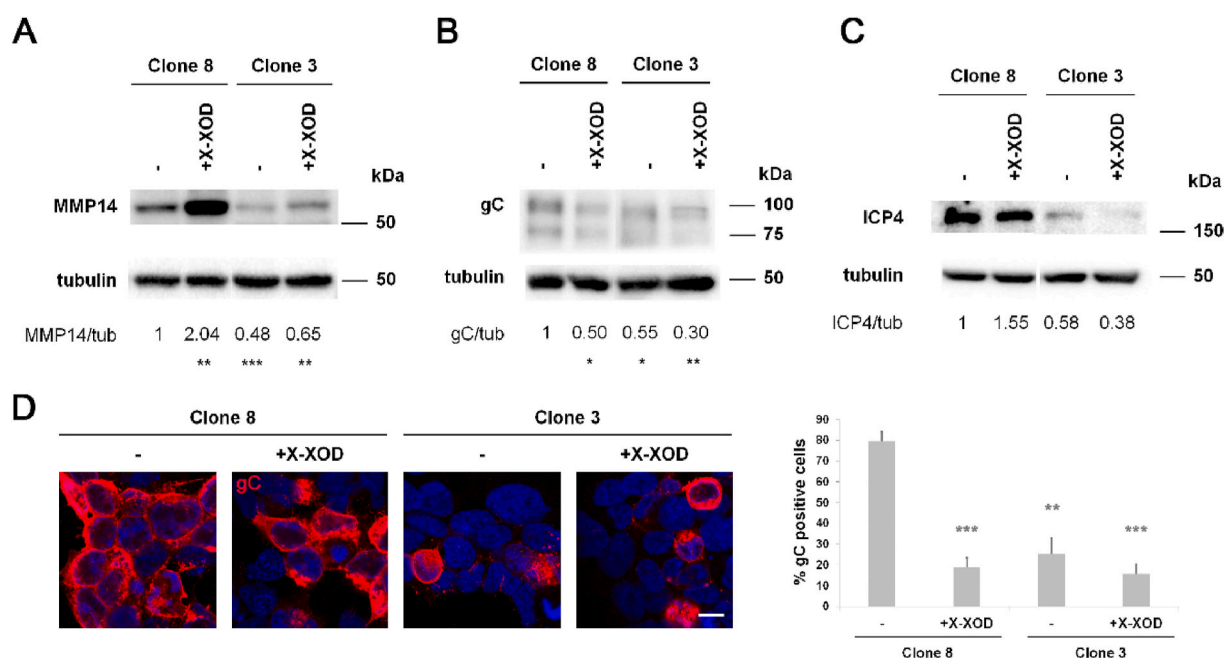 A
Clone 8 Clone 3
- +X-XOD - +X-XOD
kDa
MMP14
50
tubulin 50
MMP14/tub 1 2.04 0.48 0.65
** *** **
B
Clone 8 Clone 3
- +X-XOD - +X-XOD
kDa
gC 100
75
tubulin 50
gC/tub 1 0.50 0.55 0.30
* * **
C
Clone 8 Clone 3
- +X-XOD - +X-XOD
kDa
ICP4
150
tubulin 50
ICP4/tub 1 1.55 0.58 0.38
D
Clone 8 Clone 3
- +X-XOD - +X-XOD
gC
% gC positive cells
90
80
70
60
50
40
30
20
10
0
*** ** ***
- +X-XOD - +X-XOD
Clone 8 Clone 3